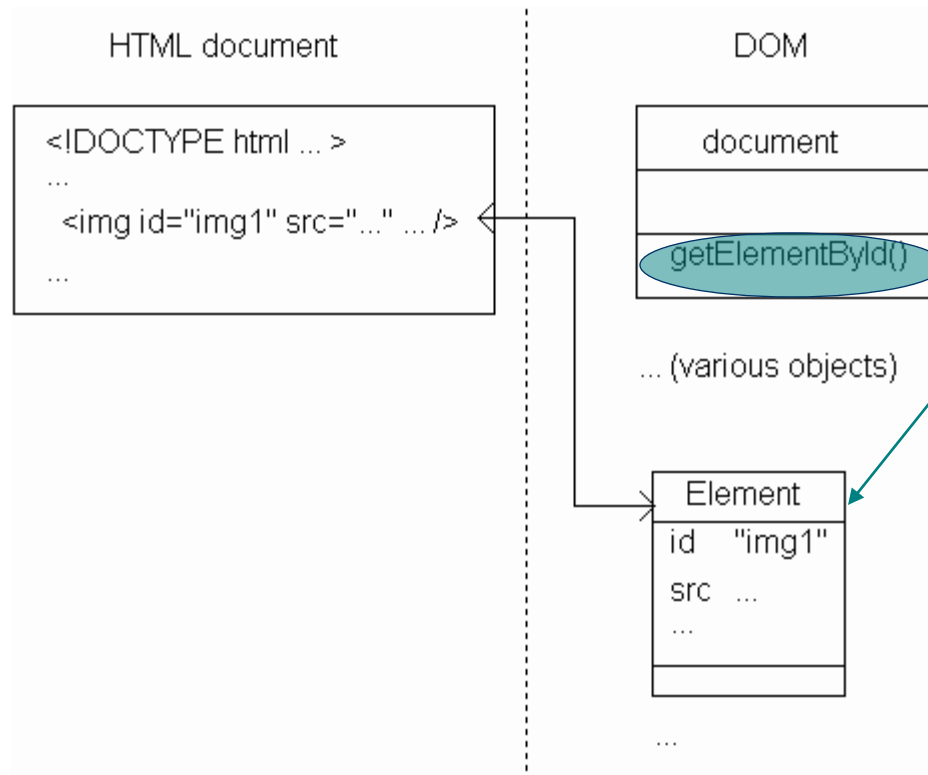 HTML document
<!DOCTYPE html ... >
...
<img id="img1" src="..." ... />
...
DOM
document
getElementById()
... (various objects)
Element
id "img1"
src ...
...
...